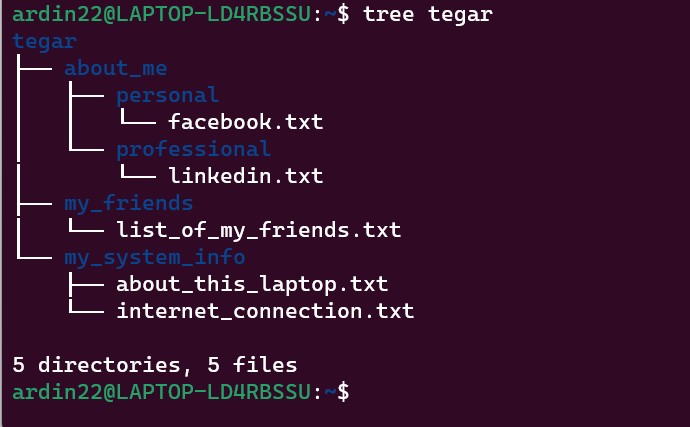 ardin22@LAPTOP-LD4RBSSU:~$ tree tegar
tegar
├── about_me
│   ├── personal
│   │   └── facebook.txt
│   └── professional
│       └── linkedin.txt
├── my_friends
│   └── list_of_my_friends.txt
└── my_system_info
    ├── about_this_laptop.txt
    └── internet_connection.txt

5 directories, 5 files
ardin22@LAPTOP-LD4RBSSU:~$